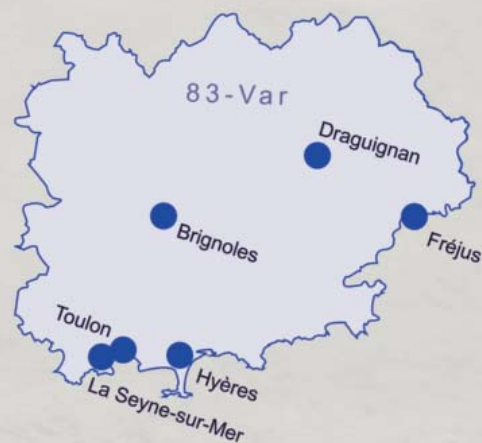 83-Var
Draguignan
Brignoles
Fréjus
Toulon
Hyères
La Seyne-sur-Mer